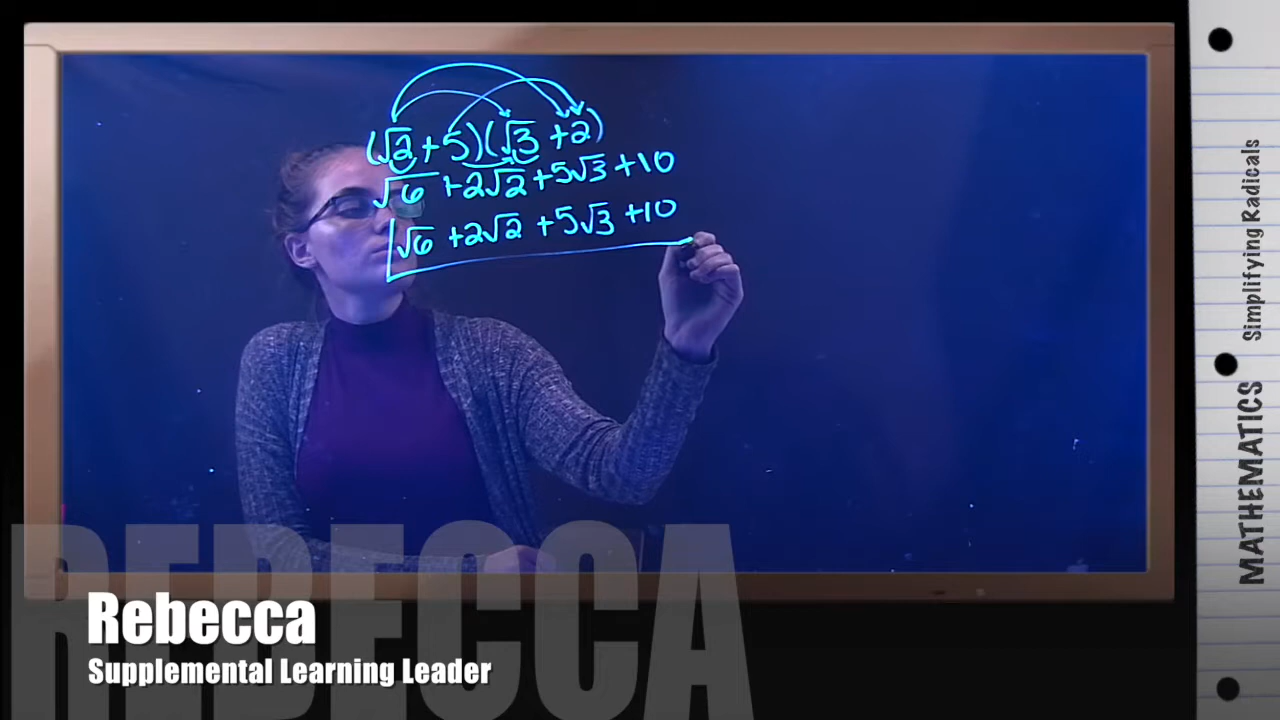 (√2 + 5)(√3 + 2)
√6 + 2√2 + 5√3 + 10
√6 + 2√2 + 5√3 + 10
REBECCA
Rebecca
Supplemental Learning Leader
MATHEMATICS
Simplifying Radicals